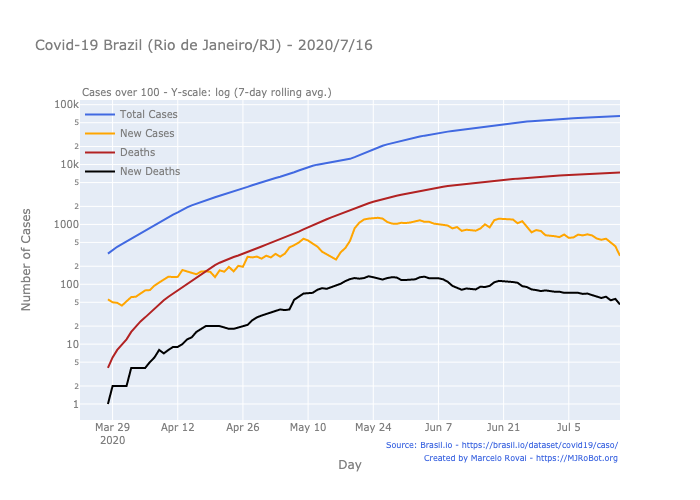 Covid-19 Brazil (Rio de Janeiro/RJ) - 2020/7/16
Cases over 100 - Y-scale: log (7-day rolling avg.)
Total Cases
New Cases
Deaths
New Deaths
100k
5
2
10k
5
2
1000
5
2
100
5
2
10
5
2
1
Number of Cases
Mar 29
2020
Apr 12
Apr 26
May 10
May 24
Jun 7
Jun 21
Jul 5
Day
Source: Brasil.io - https://brasil.io/dataset/covid19/caso/
Created by Marcelo Rovai - https://MJRoBot.org